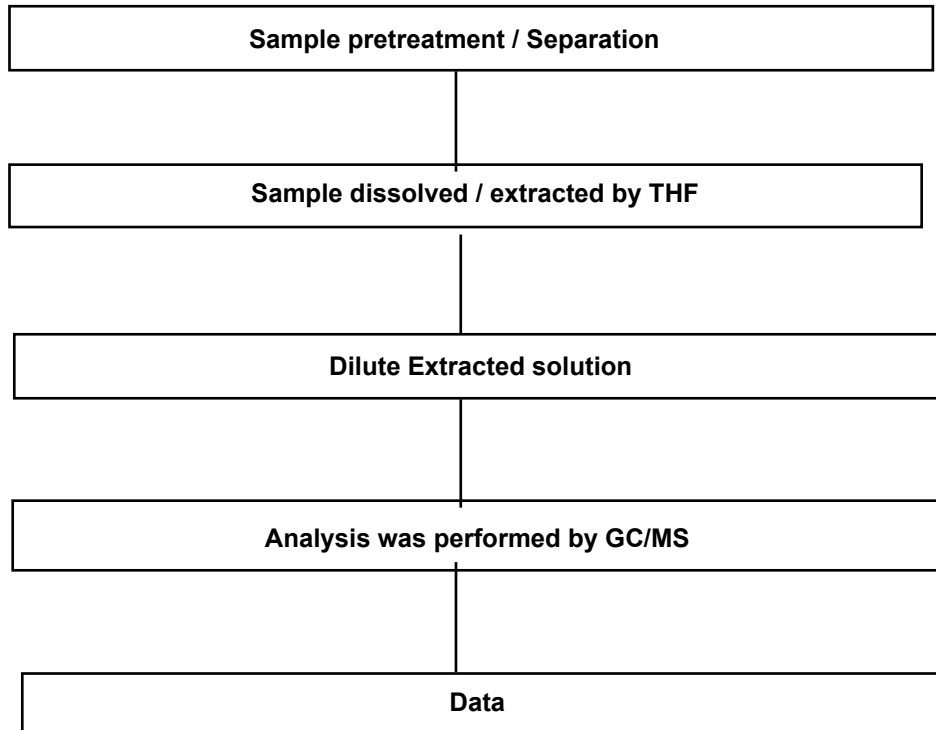 Sample pretreatment / Separation
Sample dissolved / extracted by THF
Dilute Extracted solution
Analysis was performed by GC/MS
Data